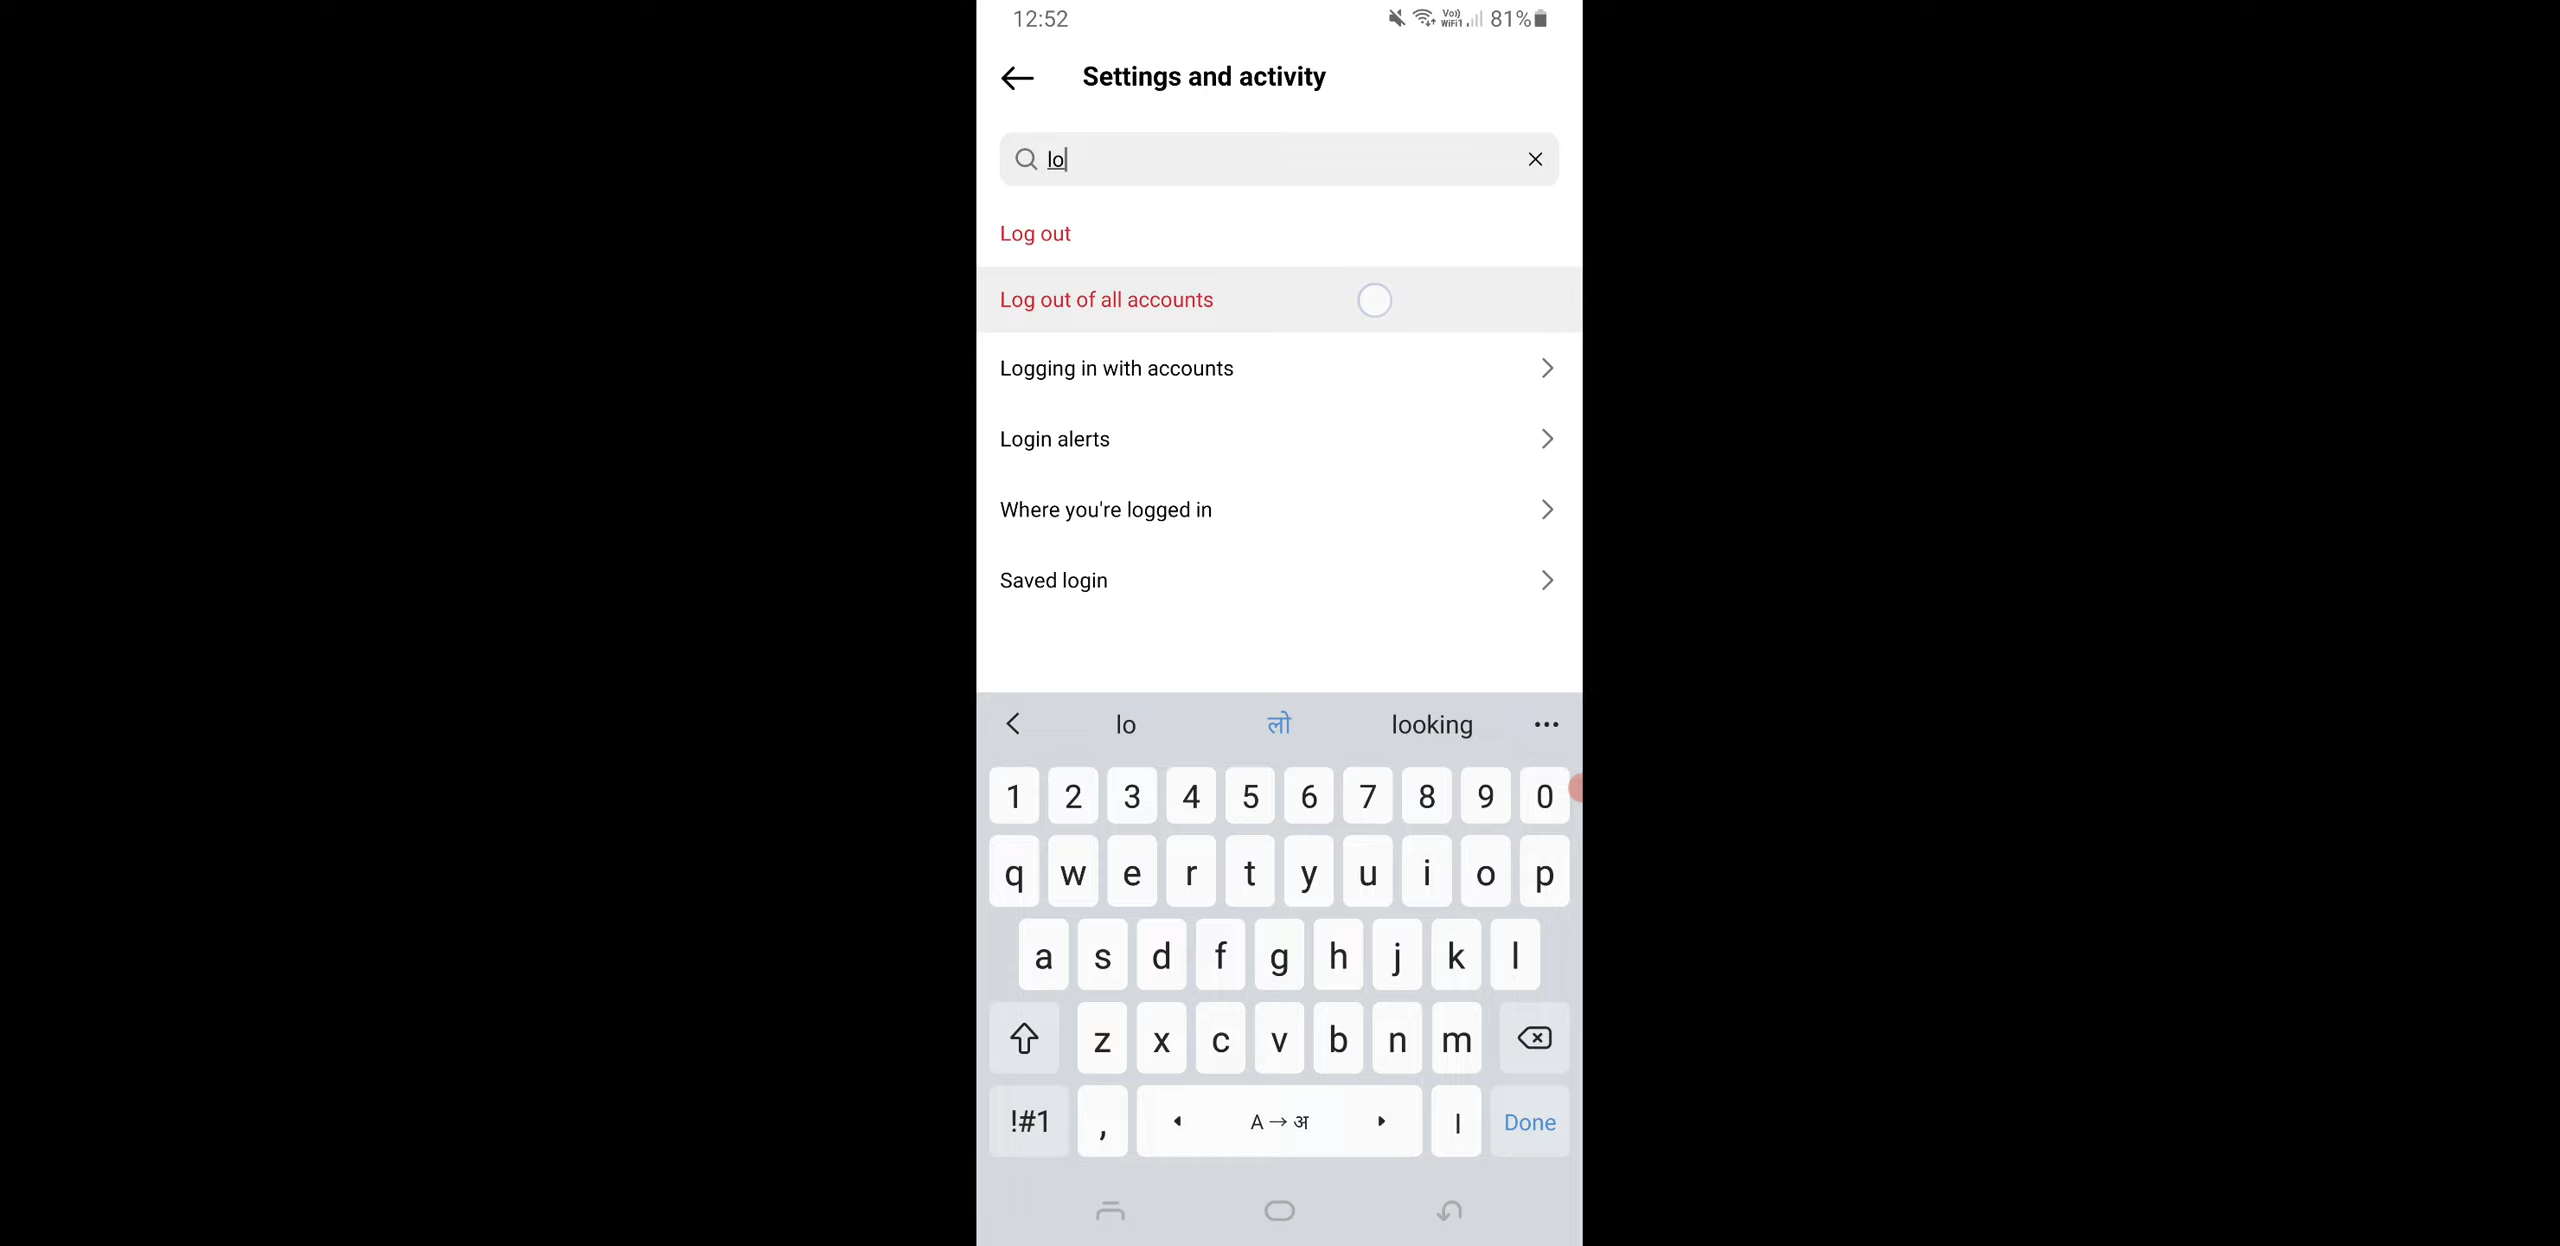 12:52
Vo)) WiFi1 81%
Settings and activity
lo
Log out
Log out of all accounts
Logging in with accounts
Login alerts
Where you're logged in
Saved login
lo लो looking
1 2 3 4 5 6 7 8 9 0
q w e r t y u i o p
a s d f g h j k l
z x c v b n m
!#1 , A→अ । Done